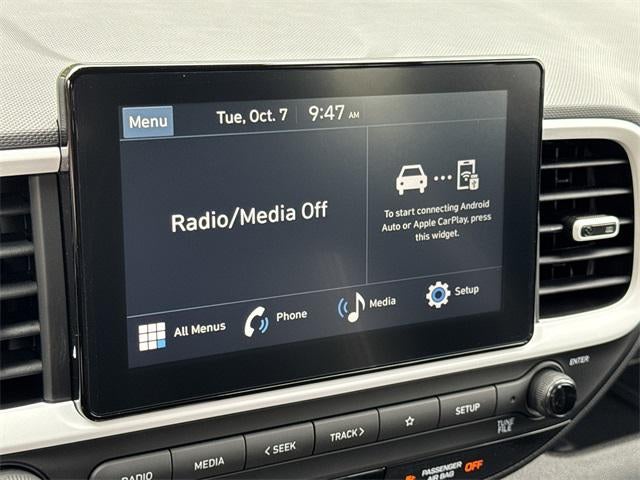 Menu
Tue, Oct. 7
9:47 AM
Radio/Media Off
To start connecting Android
Auto or Apple CarPlay, press
this widget.
All Menus
Phone
Media
Setup
RADIO
MEDIA
< SEEK
TRACK >
☆
SETUP
ENTER
TUNE
FILE
PASSENGER
AIR BAG
OFF